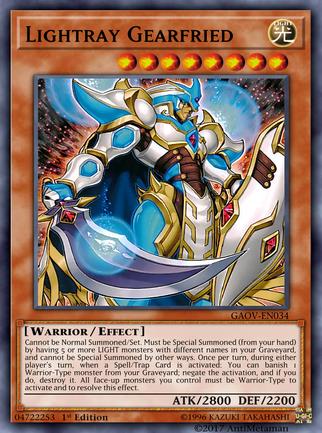 Lightray Gearfried
LIGHT
光
GAOV-EN034
[Warrior / Effect]
Cannot be Normal Summoned/Set. Must be Special Summoned (from your hand)
by having 5 or more LIGHT monsters with different names in your Graveyard,
and cannot be Special Summoned by other ways. Once per turn, during either
player's turn, when a Spell/Trap Card is activated: You can banish 1
Warrior-Type monster from your Graveyard; negate the activation, and if you
do, destroy it. All face-up monsters you control must be Warrior-Type to
activate and to resolve this effect.
ATK/2800 DEF/2200
04722253 1st Edition ©1996 KAZUKI TAKAHASHI
©2017 AntiMetaman